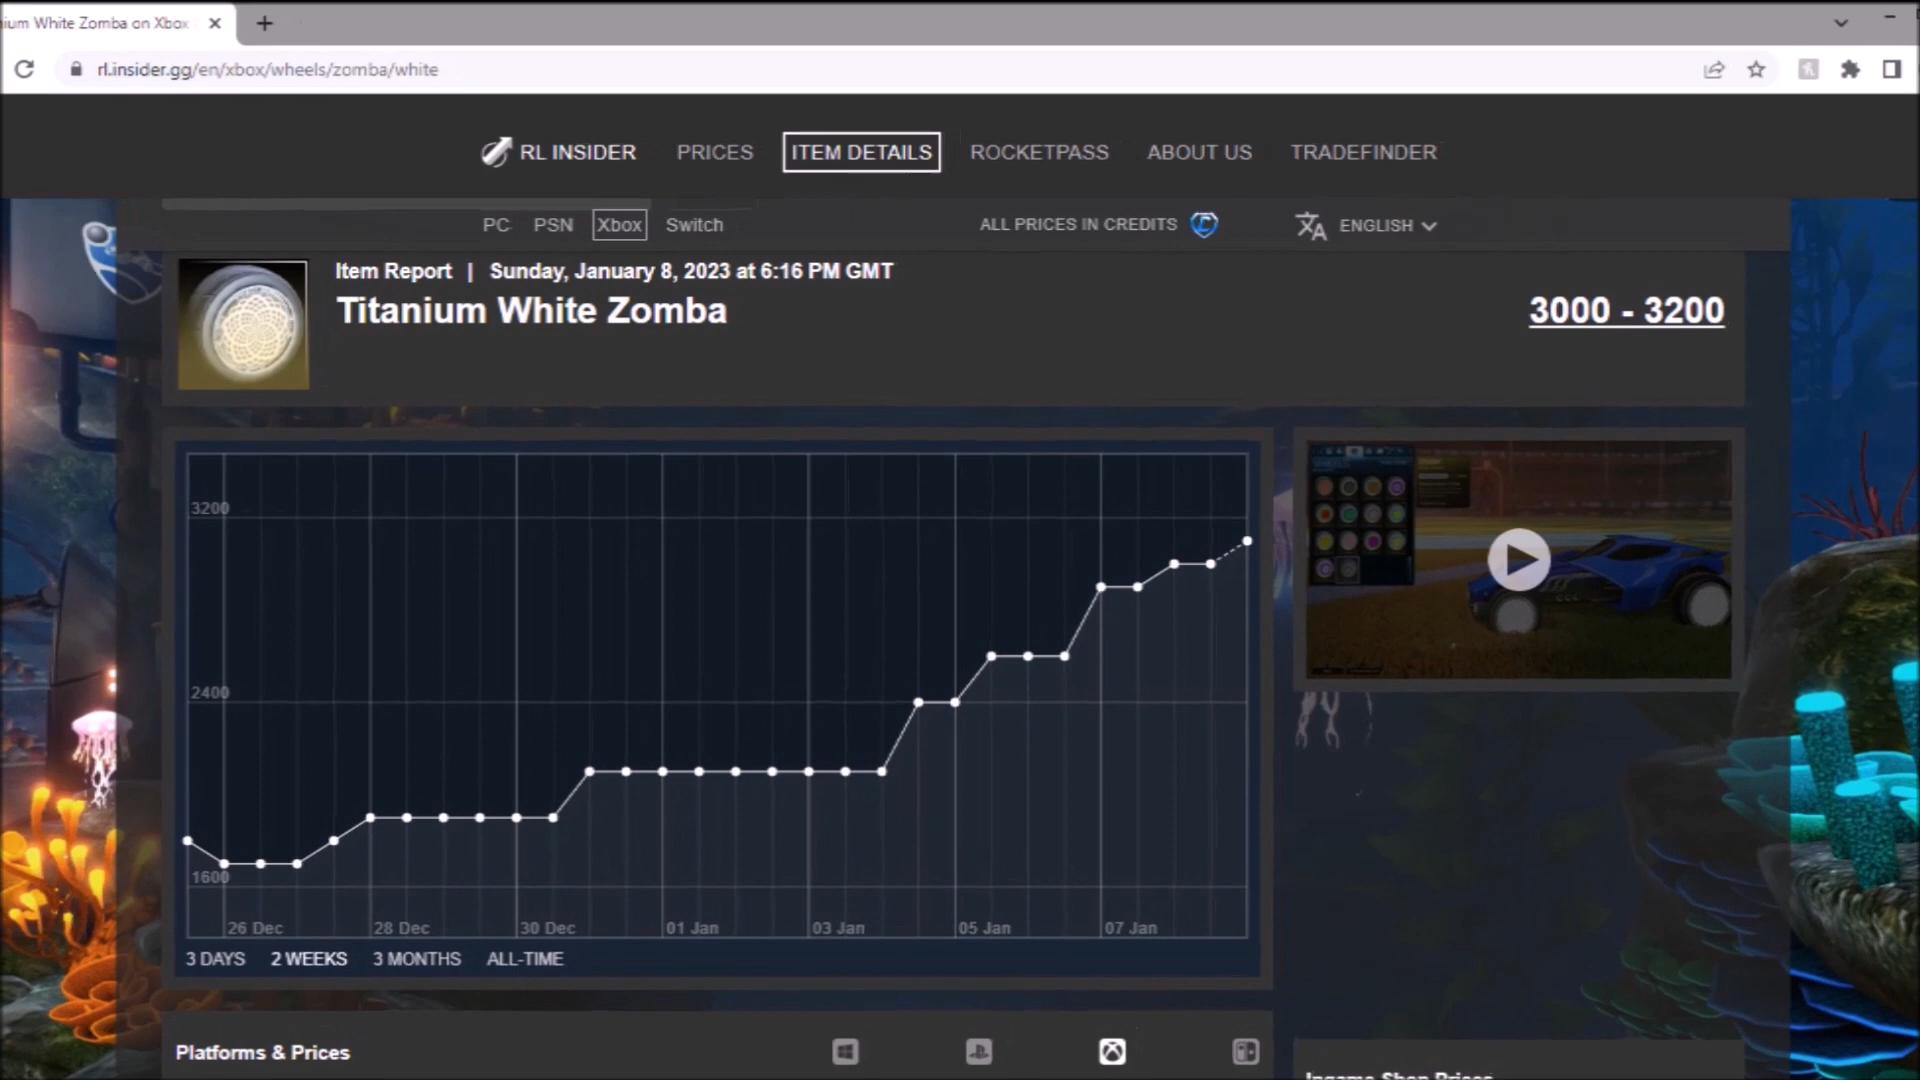 ium White Zomba on Xbox
rl.insider.gg/en/xbox/wheels/zomba/white
RL INSIDER PRICES ITEM DETAILS ROCKETPASS ABOUT US TRADEFINDER
PC PSN Xbox Switch ALL PRICES IN CREDITS ENGLISH
Item Report | Sunday, January 8, 2023 at 6:16 PM GMT
Titanium White Zomba
3000 - 3200
3200
2400
1600
26 Dec 28 Dec 30 Dec 01 Jan 03 Jan 05 Jan 07 Jan
3 DAYS 2 WEEKS 3 MONTHS ALL-TIME
Platforms & Prices
Ingame Shop Prices